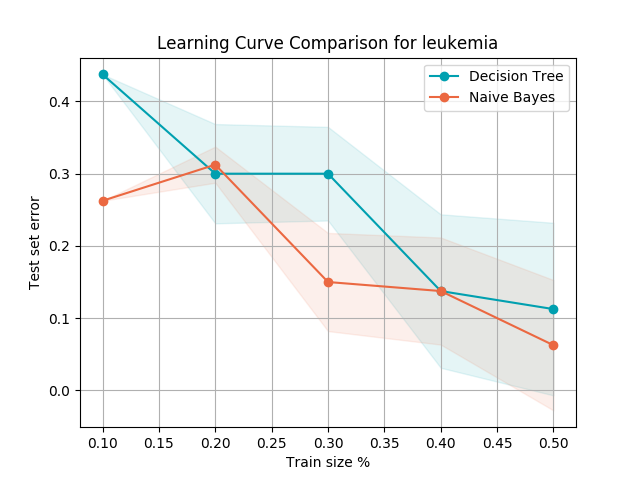 Learning Curve Comparison for leukemia
Decision Tree
Naive Bayes
Test set error
0.4
0.3
0.2
0.1
0.0
0.10 0.15 0.20 0.25 0.30 0.35 0.40 0.45 0.50
Train size %